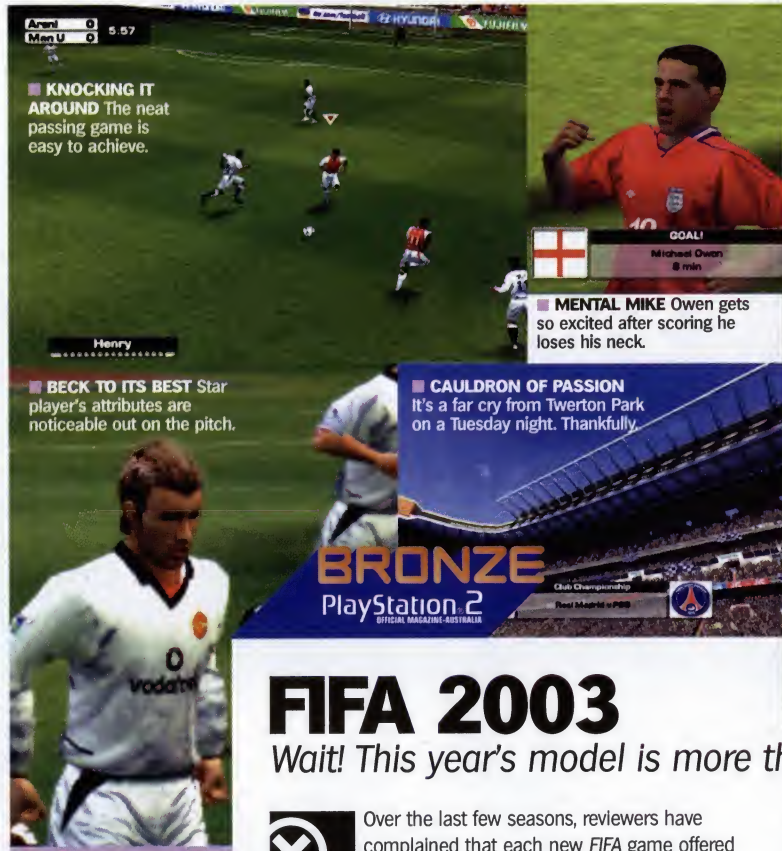 Arsnl 0
Man U 0
5.57
HYUNDAI
FUJIFILM
■ KNOCKING IT
AROUND The neat
passing game is
easy to achieve.
Henry
10
GOAL!
Michael Owen
8 min
■ MENTAL MIKE Owen gets
so excited after scoring he
loses his neck.
■ BECK TO ITS BEST Star
player's attributes are
noticeable out on the pitch.
■ CAULDRON OF PASSION
It's a far cry from Twerton Park
on a Tuesday night. Thankfully.
vodafone
BRONZE
PlayStation 2
OFFICIAL MAGAZINE-AUSTRALIA
Club Championship
Real Madrid v PSG
FIFA 2003
Wait! This year's model is more th
Over the last few seasons, reviewers have
complained that each new FIFA game offered